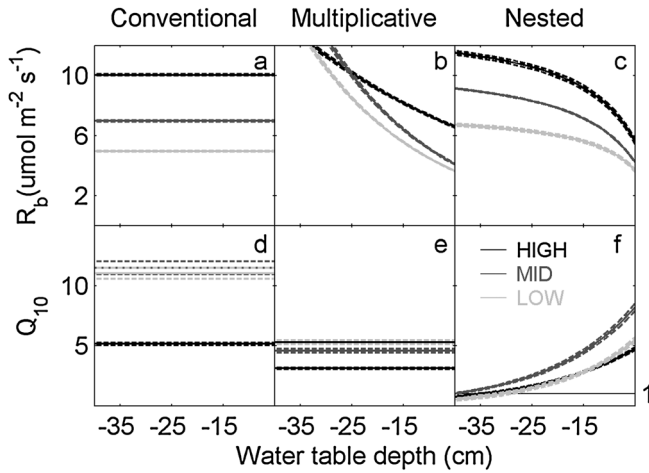 Conventional Multiplicative Nested
a b c
10
6
2
R_b(umol m⁻² s⁻¹)
d e f
10
5
Q₁₀
HIGH
MID
LOW
1
-35 -25 -15 -35 -25 -15 -35 -25 -15
Water table depth (cm)